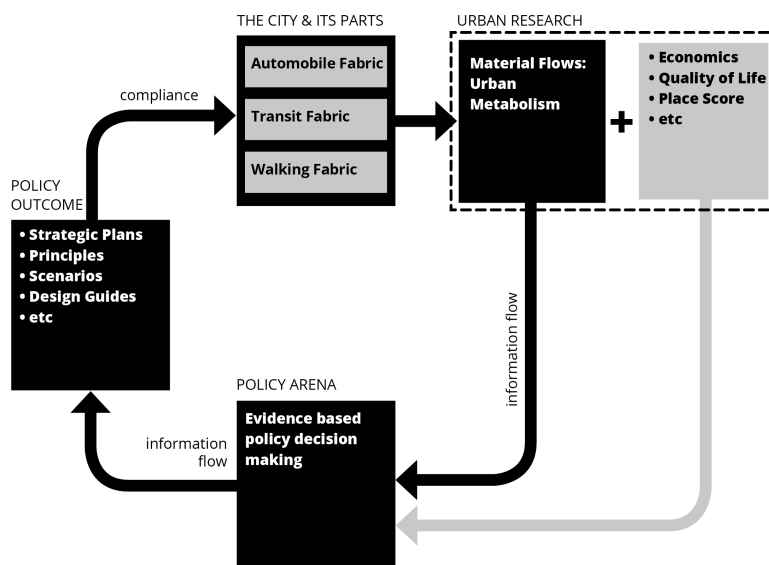 THE CITY & ITS PARTS
Automobile Fabric
Transit Fabric
Walking Fabric
URBAN RESEARCH
Material Flows:
Urban
Metabolism
+
• Economics
• Quality of Life
• Place Score
• etc
compliance
POLICY
OUTCOME
• Strategic Plans
• Principles
• Scenarios
• Design Guides
• etc
information flow
POLICY ARENA
Evidence based
policy decision
making
information
flow